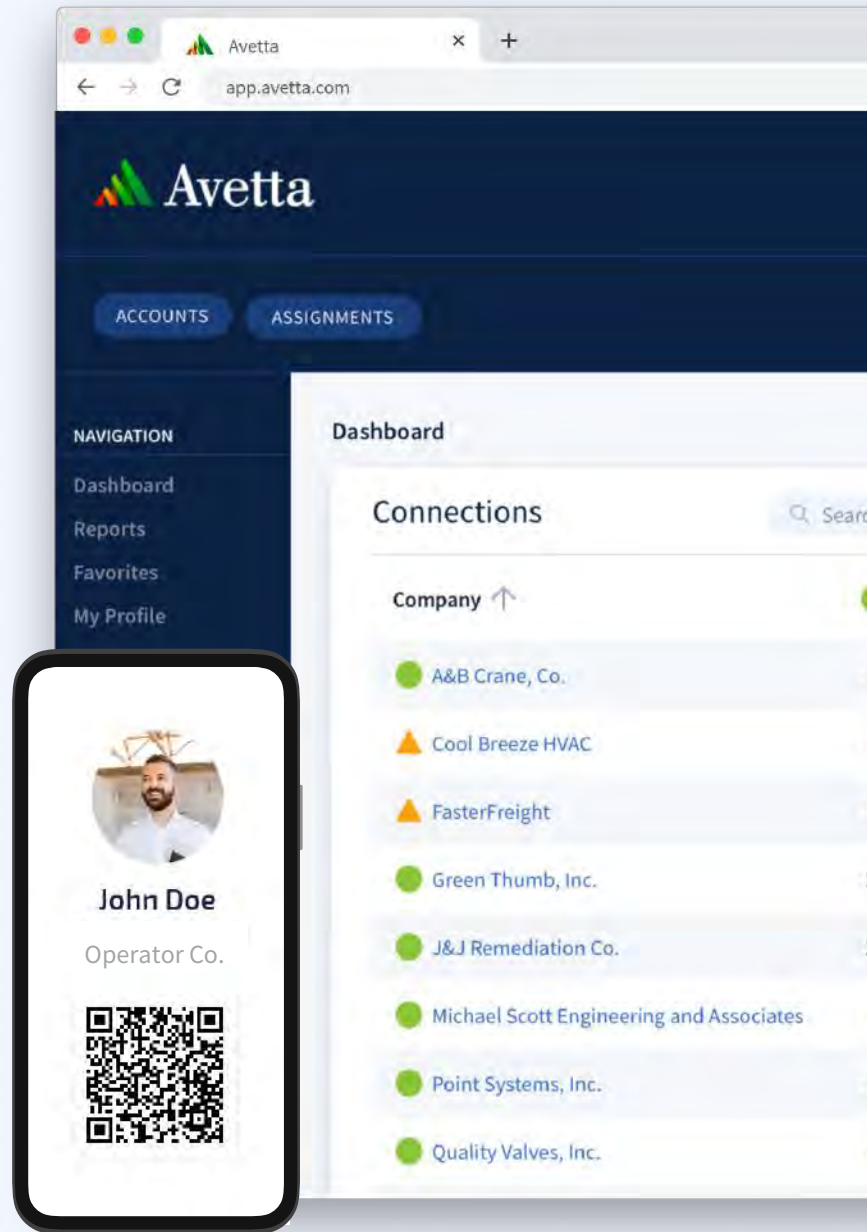 Avetta
app.avetta.com
Avetta
ACCOUNTS
ASSIGNMENTS
NAVIGATION
Dashboard
Reports
Favorites
My Profile
Dashboard
Connections
Searc
Company
A&B Crane, Co.
Cool Breeze HVAC
FasterFreight
Green Thumb, Inc.
J&J Remediation Co.
Michael Scott Engineering and Associates
Point Systems, Inc.
Quality Valves, Inc.
John Doe
Operator Co.